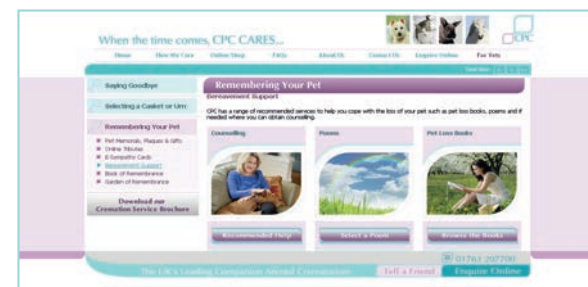 When the time comes, CPC CARES...
CPC
Home How We Care Online Shop FAQs About Us Contact Us Enquire Online For Vets
Saying Goodbye
Selecting a Casket or Urn
Remembering Your Pet
Pet Memorials, Plaques & Gifts
Online Tributes
E-Sympathy Cards
Bereavement Support
Book of Remembrance
Garden of Remembrance
Download our
Cremation Service Brochure
Remembering Your Pet
Bereavement Support
CPC has a range of recommended services to help you cope with the loss of your pet such as pet loss books, poems and if
needed where you can obtain counselling.
Counselling
Poems
Pet Loss Books
Recommended Help
Select a Poem
Browse the Books
01763 207700
The UK's Leading Companion Animal Crematorium
Tell a Friend
Enquire Online